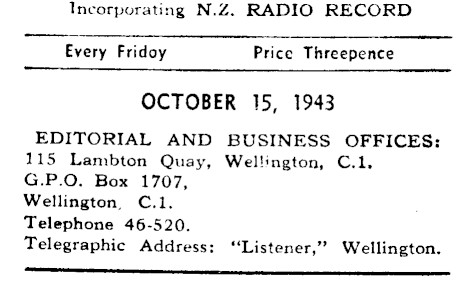 Incorporating N.Z. RADIO RECORD
Every Friday Price Threepence
OCTOBER 15, 1943
EDITORIAL AND BUSINESS OFFICES:
115 Lambton Quay, Wellington, C.1.
G.P.O. Box 1707,
Wellington, C.1.
Telephone 46-520.
Telegraphic Address: "Listener," Wellington.